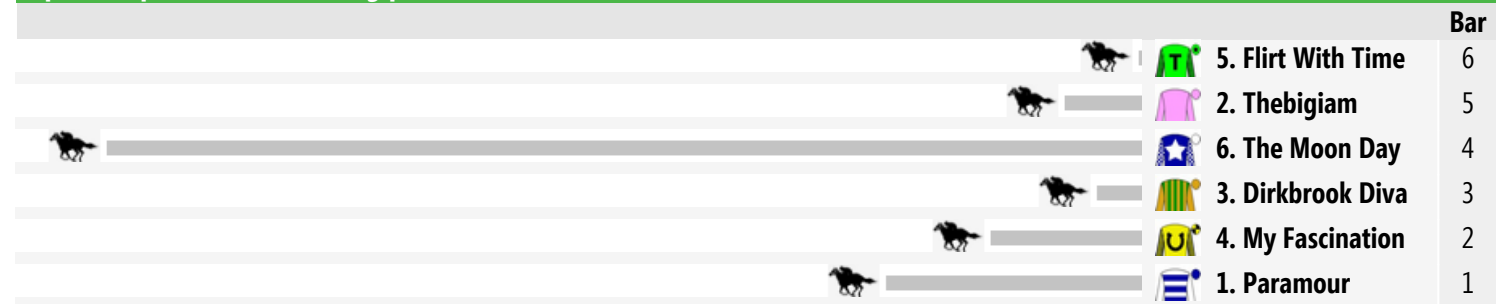 Bar
5. Flirt With Time 6
2. Thebigiam 5
6. The Moon Day 4
3. Dirkbrook Diva 3
4. My Fascination 2
1. Paramour 1